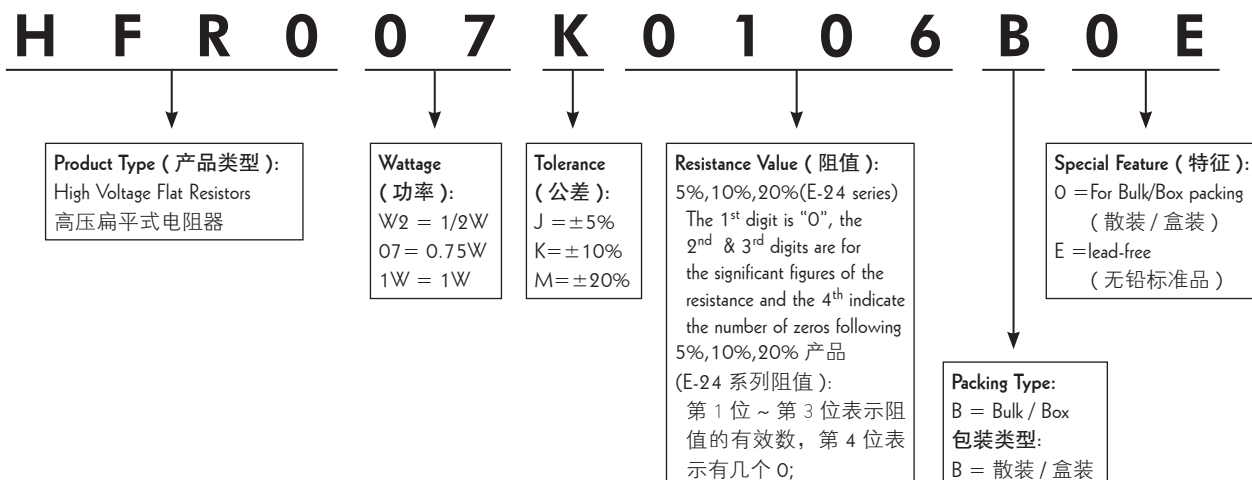 H F R 0 0 7 K 0 1 0 6 B 0 E
Product Type ( 产品类型 ):
High Voltage Flat Resistors
高压扁平式电阻器
Wattage
( 功率 ):
W2 = 1/2W
07 = 0.75W
1W = 1W
Tolerance
( 公差 ):
J =±5%
K=±10%
M=±20%
Resistance Value ( 阻值 ):
5%,10%,20%(E-24 series)
The 1st digit is “0”, the
2nd & 3rd digits are for
the significant figures of the
resistance and the 4th indicate
the number of zeros following
5%,10%,20% 产品
(E-24 系列阻值 ):
第 1 位 ~ 第 3 位表示阻
值的有效数，第 4 位表
示有几个 0;
Packing Type:
B = Bulk / Box
包装类型:
B = 散装 / 盒装
Special Feature ( 特征 ):
0 =For Bulk/Box packing
( 散装 / 盒装 )
E =lead-free
( 无铅标准品 )